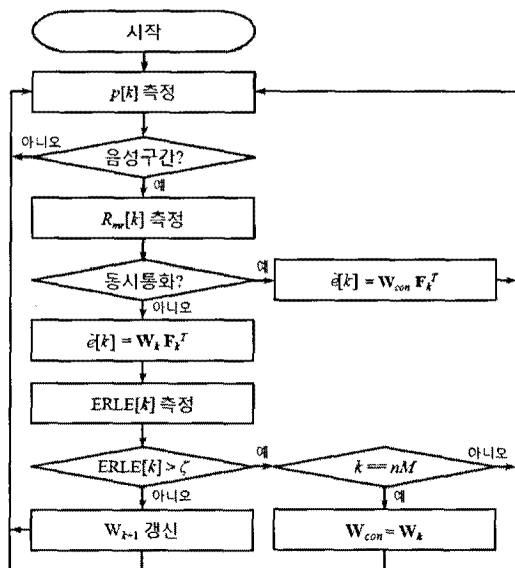 시작
p[k] 측정
아니오
음성구간?
예
R_me[k] 측정
동시통화?
예
ė[k] = W_con F_k^T
아니오
ė[k] = W_k F_k^T
ERLE[k] 측정
ERLE[k] > ζ
예
k == nM
아니오
아니오
예
W_k+1 갱신
W_con = W_k